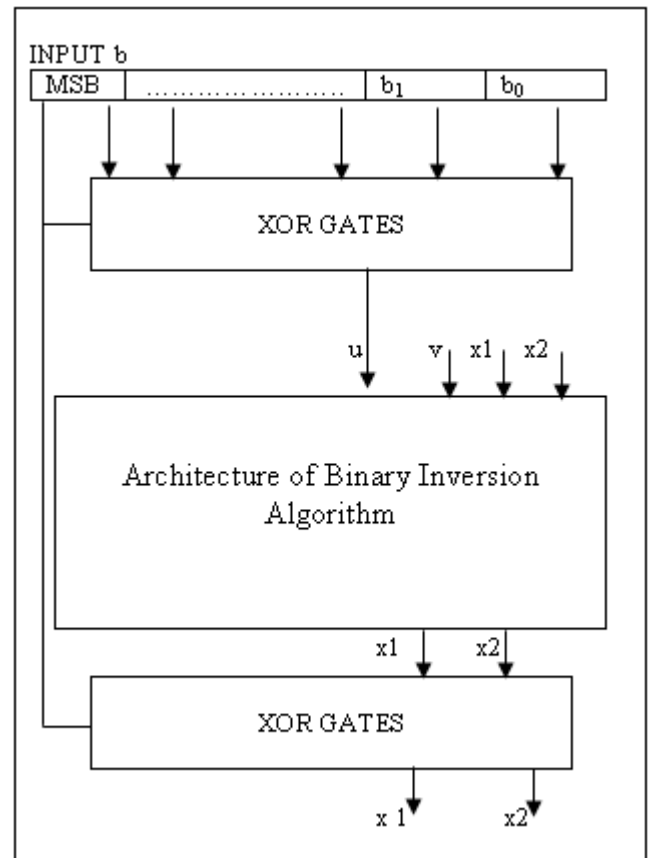 INPUT b
MSB ........................ b₁ b₀
XOR GATES
u v x1 x2
Architecture of Binary Inversion
Algorithm
x1 x2
XOR GATES
x 1 x2